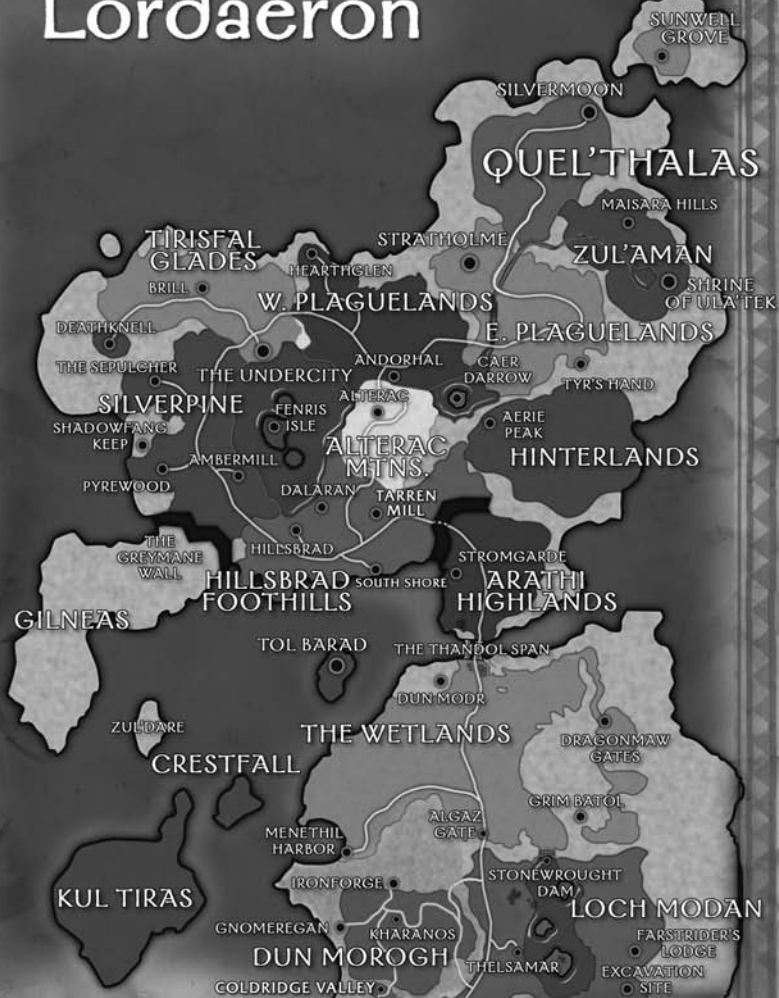 Lordaeron
SUNWELL
GROVE
SILVERMOON
QUEL'THALAS
MAISARA HILLS
STRATHOLME
TIRISFAL
GLADES
ZUL'AMAN
HEARTHGLEN
BRILL
SHRINE
OF ULA'TEK
W. PLAGUELANDS
DEATHKNELL
E. PLAGUELANDS
ANDORHAL
CAER
DARROW
THE SEPULCHER
THE UNDERCITY
TYR'S HAND
ALTERAC
SILVERPINE
FENRIS
ISLE
AERIE
PEAK
SHADOWFANG
KEEP
ALTERAC
MTNS.
HINTERLANDS
AMBERMILL
PYREWOOD
DALARAN
TARREN
MILL
THE
GREYMANE
WALL
HILLSBRAD
STROMGARDE
HILLSBRAD
FOOTHILLS
SOUTH SHORE
ARATHI
HIGHLANDS
GILNEAS
TOL BARAD
THE THANDOL SPAN
DUN MODR
ZUL'DARE
THE WETLANDS
DRAGONMAW
GATES
CRESTFALL
GRIM BATOL
ALGAZ
GATE
MENETHIL
HARBOR
IRONFORGE
STONEWROUGHT
DAM
KUL TIRAS
LOCH MODAN
GNOMEREGAN
KHARANOS
FARSTRIDER'S
LODGE
DUN MOROGH
THELSAMAR
EXCAVATION
SITE
COLDRIDGE VALLEY